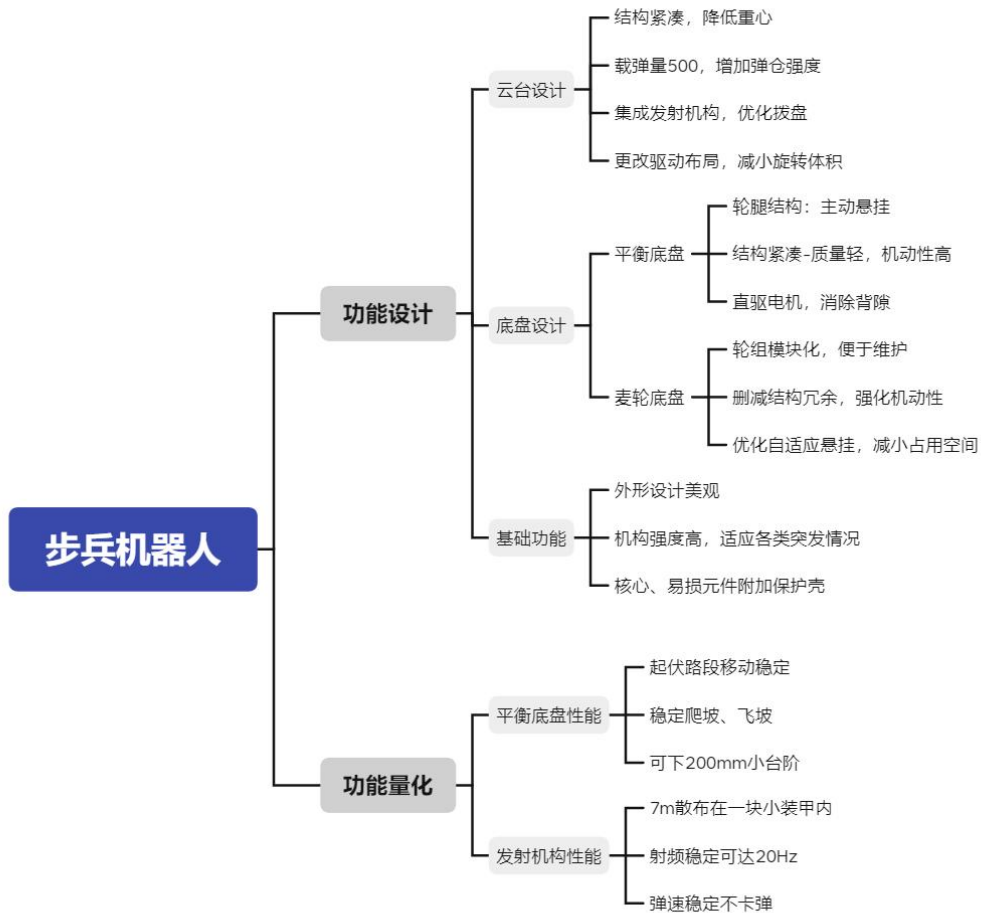 步兵机器人
功能设计
云台设计
结构紧凑，降低重心
载弹量500，增加弹仓强度
集成发射机构，优化拨盘
更改驱动布局，减小旋转体积
底盘设计
平衡底盘
轮腿结构：主动悬挂
结构紧凑-质量轻，机动性高
直驱电机，消除背隙
麦轮底盘
轮组模块化，便于维护
删减结构冗余，强化机动性
优化自适应悬挂，减小占用空间
基础功能
外形设计美观
机构强度高，适应各类突发情况
核心、易损元件附加保护壳
功能量化
平衡底盘性能
起伏路段移动稳定
稳定爬坡、飞坡
可下200mm小台阶
发射机构性能
7m散布在一块小装甲内
射频稳定可达20Hz
弹速稳定不卡弹